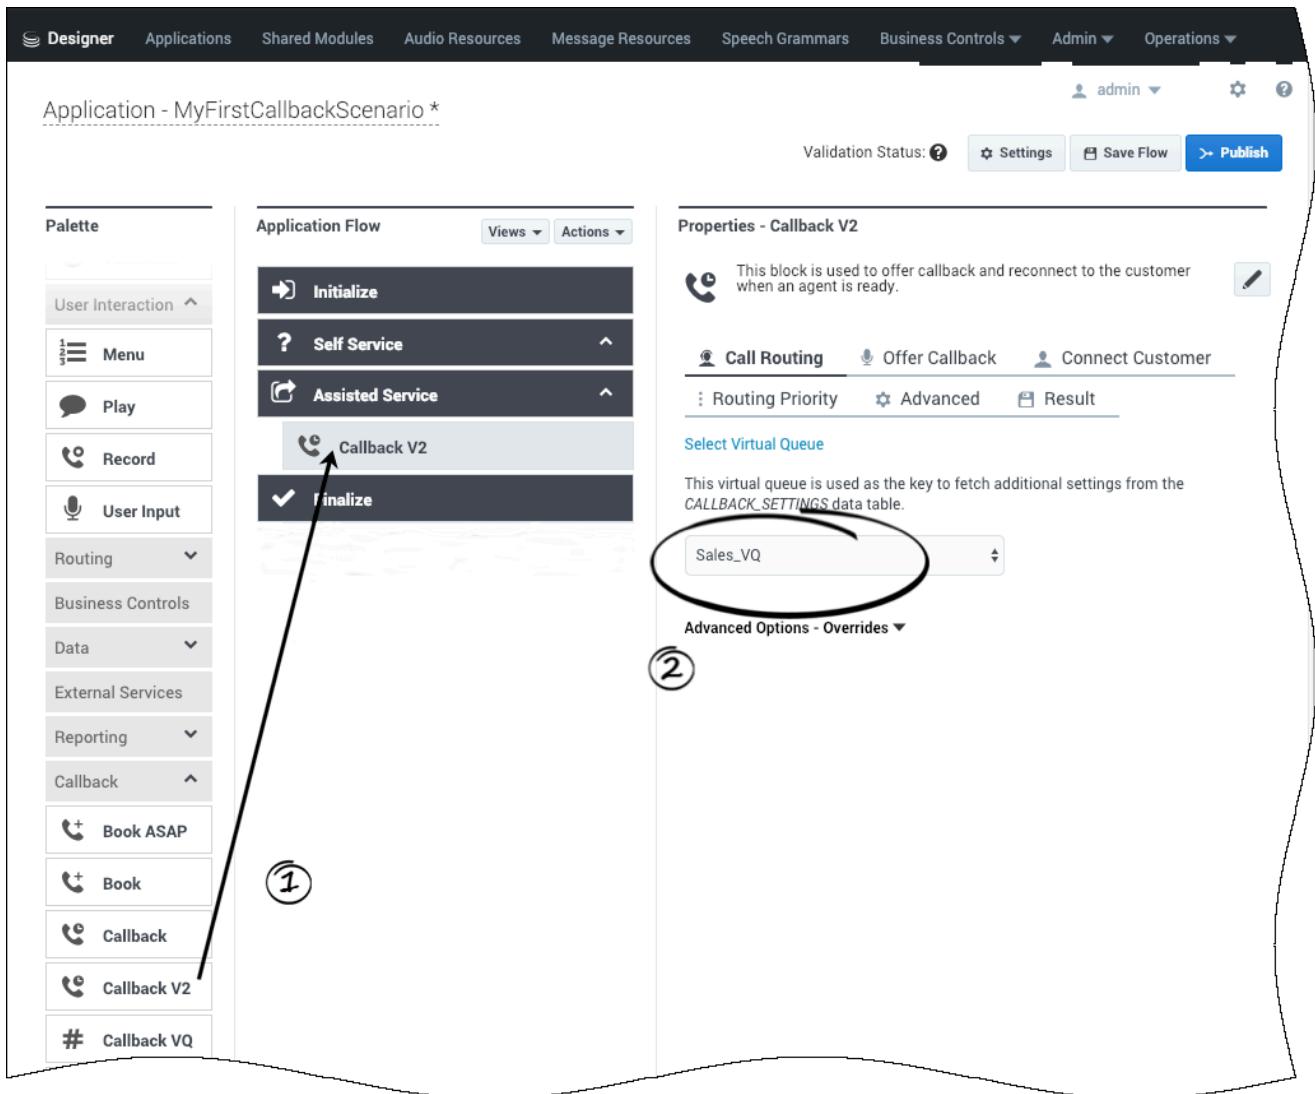 Designer Applications Shared Modules Audio Resources Message Resources Speech Grammars Business Controls Admin Operations
admin
Application - MyFirstCallbackScenario *
Validation Status: Settings Save Flow Publish
Palette
User Interaction
Menu
Play
Record
User Input
Routing
Business Controls
Data
External Services
Reporting
Callback
Book ASAP
Book
Callback
Callback V2
Callback VQ
Application Flow Views Actions
Initialize
Self Service
Assisted Service
Callback V2
Finalize
1
Properties - Callback V2
This block is used to offer callback and reconnect to the customer
when an agent is ready.
Call Routing Offer Callback Connect Customer
Routing Priority Advanced Result
Select Virtual Queue
This virtual queue is used as the key to fetch additional settings from the
CALLBACK_SETTINGS data table.
Sales_VQ
Advanced Options - Overrides
2